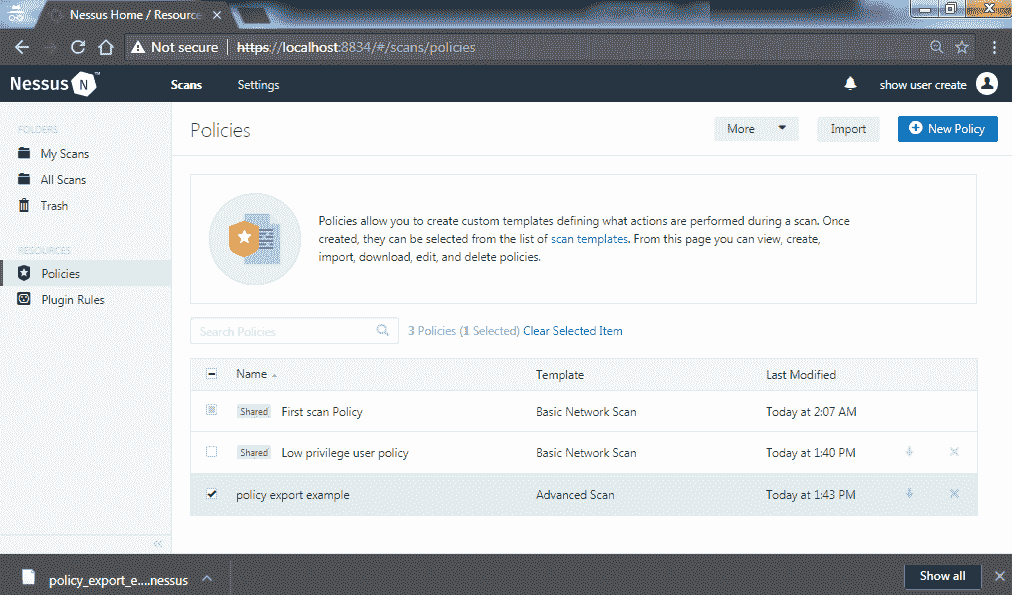 Nessus Home / Resource
Not secure | https://localhost:8834/#/scans/policies
Nessus N
Scans
Settings
show user create
FOLDERS
My Scans
All Scans
Trash
RESOURCES
Policies
Plugin Rules
Policies
More
Import
New Policy
Policies allow you to create custom templates defining what actions are performed during a scan. Once
created, they can be selected from the list of scan templates. From this page you can view, create,
import, download, edit, and delete policies.
Search Policies
3 Policies (1 Selected) Clear Selected Item
Name Template Last Modified
Shared First scan Policy Basic Network Scan Today at 2:07 AM
Shared Low privilege user policy Basic Network Scan Today at 1:40 PM
policy export example Advanced Scan Today at 1:43 PM
policy_export_e....nessus
Show all